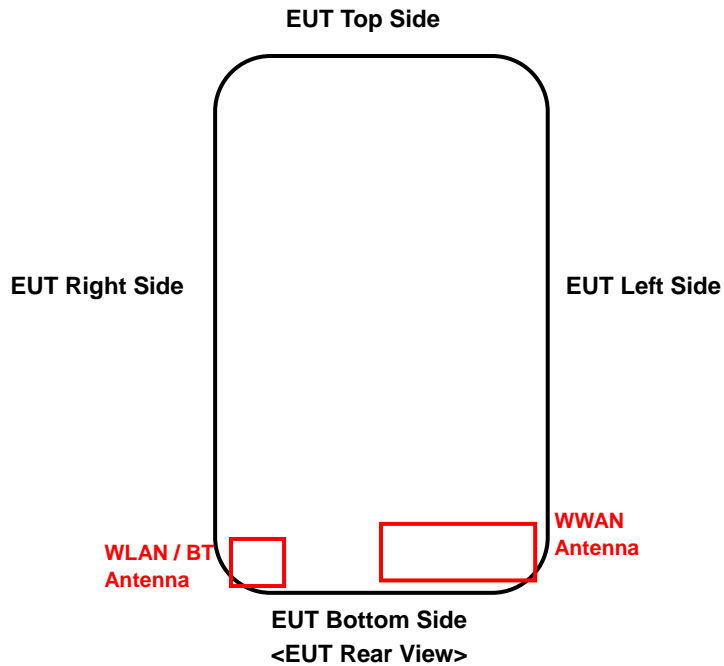 EUT Top Side
EUT Right Side
EUT Left Side
WLAN / BT
Antenna
WWAN
Antenna
EUT Bottom Side
<EUT Rear View>